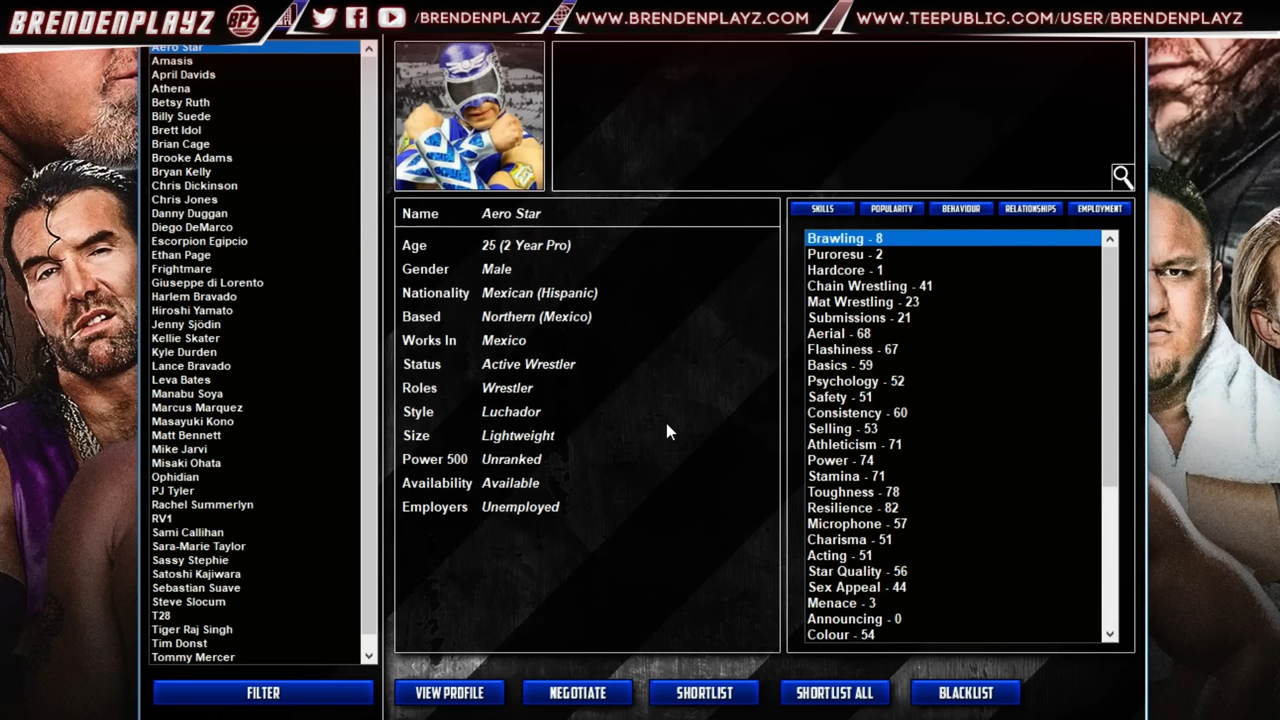 BRENDENPLAYZ BPZ /BRENDENPLAYZ WWW.BRENDENPLAYZ.COM WWW.TEEPUBLIC.COM/USER/BRENDENPLAYZ
Aero Star
Amasis
April Davids
Athena
Betsy Ruth
Billy Suede
Brett Idol
Brian Cage
Brooke Adams
Bryan Kelly
Chris Dickinson
Chris Jones
Danny Duggan
Diego DeMarco
Escorpion Egipcio
Ethan Page
Frightmare
Giuseppe di Lorento
Harlem Bravado
Hiroshi Yamato
Jenny Sjödin
Kellie Skater
Kyle Durden
Lance Bravado
Leva Bates
Manabu Soya
Marcus Marquez
Masayuki Kono
Matt Bennett
Mike Jarvi
Misaki Ohata
Ophidian
PJ Tyler
Rachel Summerlyn
RV1
Sami Callihan
Sara-Marie Taylor
Sassy Stephie
Satoshi Kajiwara
Sebastian Suave
Steve Slocum
T28
Tiger Raj Singh
Tim Donst
Tommy Mercer
FILTER
Name Aero Star
Age 25 (2 Year Pro)
Gender Male
Nationality Mexican (Hispanic)
Based Northern (Mexico)
Works In Mexico
Status Active Wrestler
Roles Wrestler
Style Luchador
Size Lightweight
Power 500 Unranked
Availability Available
Employers Unemployed
SKILLS POPULARITY BEHAVIOUR RELATIONSHIPS EMPLOYMENT
Brawling - 8
Puroresu - 2
Hardcore - 1
Chain Wrestling - 41
Mat Wrestling - 23
Submissions - 21
Aerial - 68
Flashiness - 67
Basics - 59
Psychology - 52
Safety - 51
Consistency - 60
Selling - 53
Athleticism - 71
Power - 74
Stamina - 71
Toughness - 78
Resilience - 82
Microphone - 57
Charisma - 51
Acting - 51
Star Quality - 56
Sex Appeal - 44
Menace - 3
Announcing - 0
Colour - 54
VIEW PROFILE NEGOTIATE SHORTLIST SHORTLIST ALL BLACKLIST